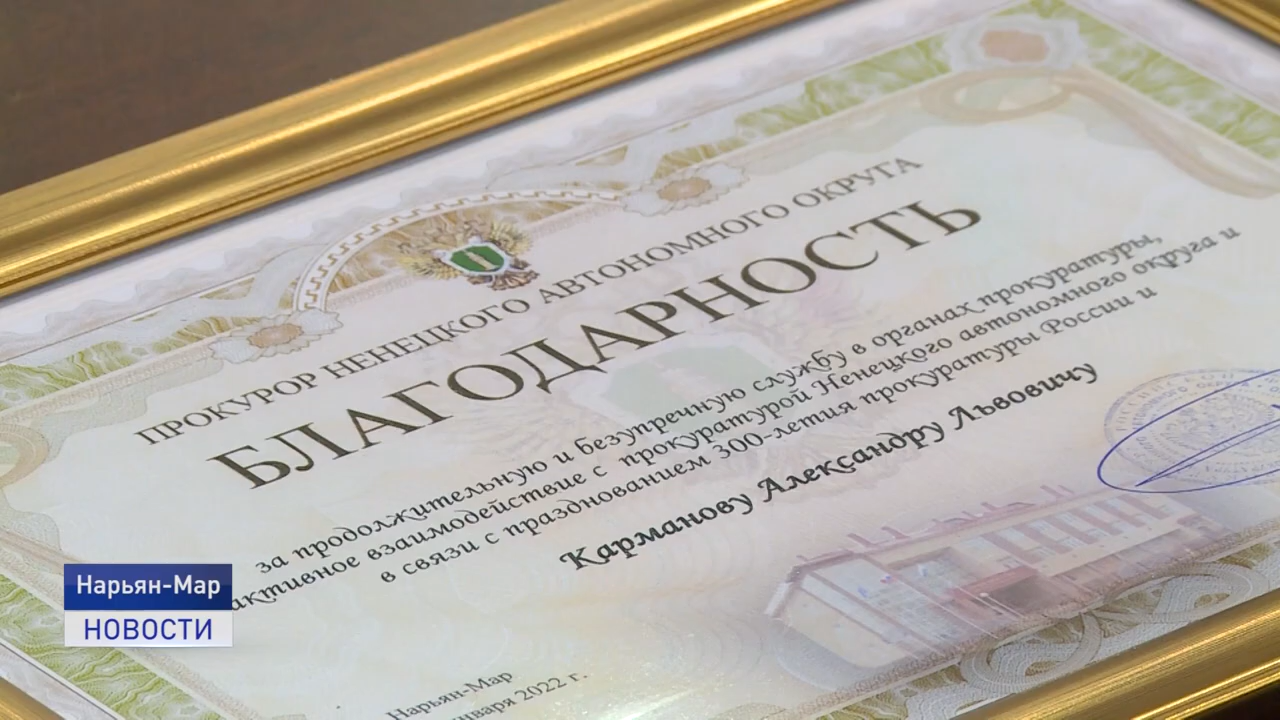 ПРОКУРОР НЕНЕЦКОГО АВТОНОМНОГО ОКРУГА
БЛАГОДАРНОСТЬ
за продолжительную и безупречную службу в органах прокуратуры,
активное взаимодействие с прокуратурой Ненецкого автономного округа и
в связи с празднованием 300-летия прокуратуры России и
Карманову Александру Львовичу
Нарьян-Мар
января 2022 г.
Нарьян-Мар
НОВОСТИ